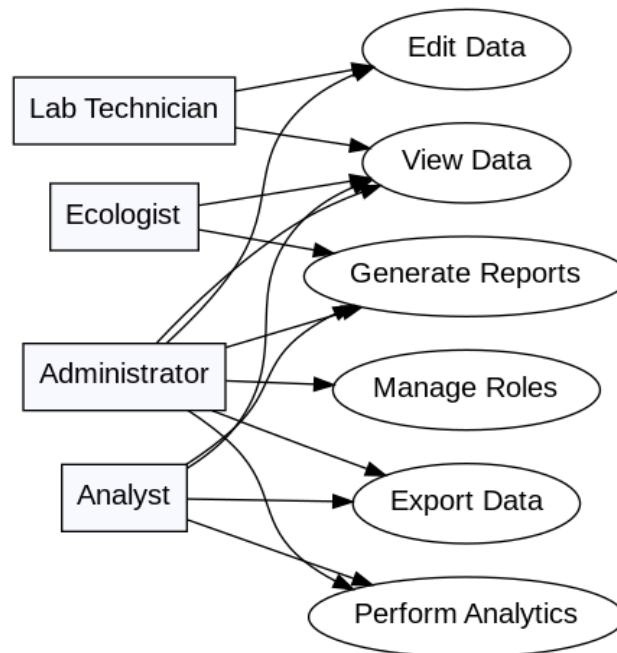 Edit Data
Lab Technician
View Data
Ecologist
Generate Reports
Administrator
Manage Roles
Analyst
Export Data
Perform Analytics